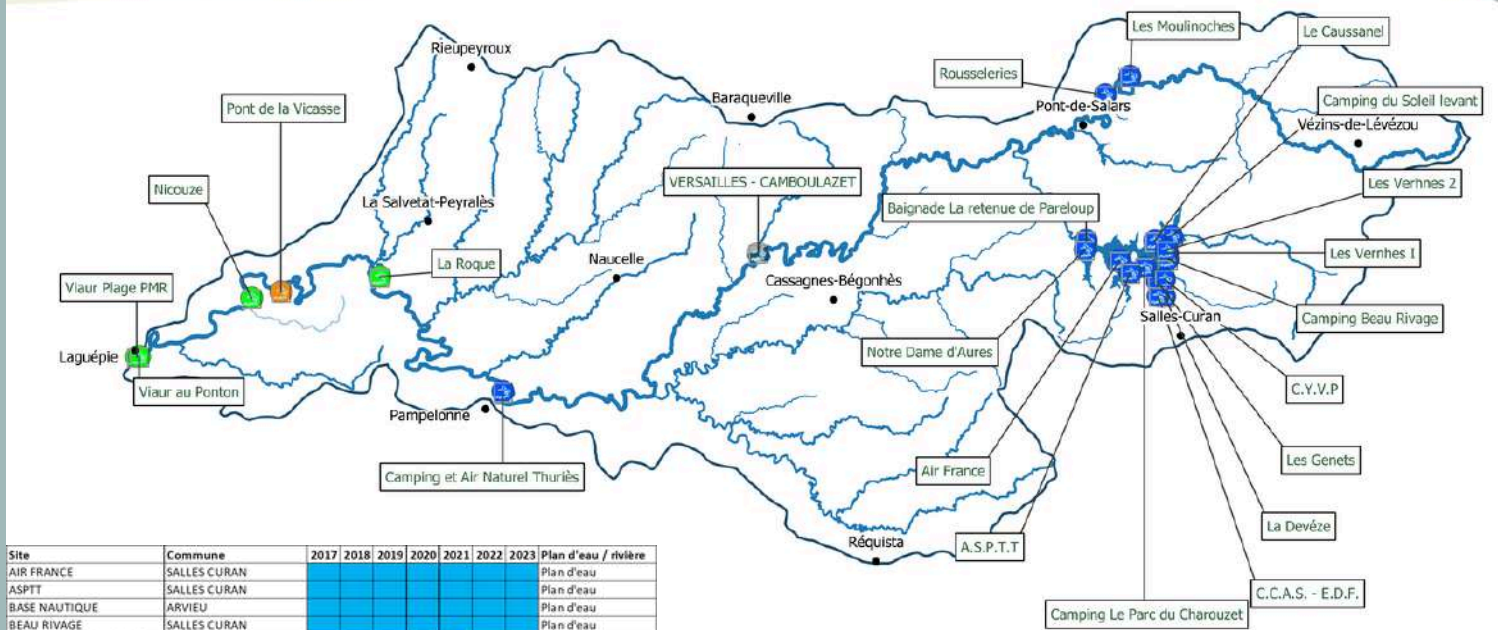 Les Moulinoches
Le Caussanel
Rieupeyroux
Rousseleries
Baraqueville
Pont-de-Salars
Camping du Soleil levant
Vézins-de-Lévézou
Pont de la Vicasse
VERSAILLES - CAMBOULAZET
Les Verhnes 2
Nicouze
La Salvetat-Peyralès
Baignade La retenue de Pareloup
Viaur Plage PMR
La Roque
Naucelle
Les Vernhes I
Cassagnes-Bégonhès
Camping Beau Rivage
Salles-Curan
Laguépie
Notre Dame d'Aures
Viaur au Ponton
C.Y.V.P
Pampelonne
Les Genets
Camping et Air Naturel Thuriès
Air France
La Devéze
Réquista
A.S.P.T.T
C.C.A.S. - E.D.F.
Camping Le Parc du Charouzet
Site Commune 2017 2018 2019 2020 2021 2022 2023 Plan d'eau / rivière
AIR FRANCE SALLES CURAN Plan d'eau
ASPTT SALLES CURAN Plan d'eau
BASE NAUTIQUE ARVIEU Plan d'eau
BEAU RIVAGE SALLES CURAN Plan d'eau